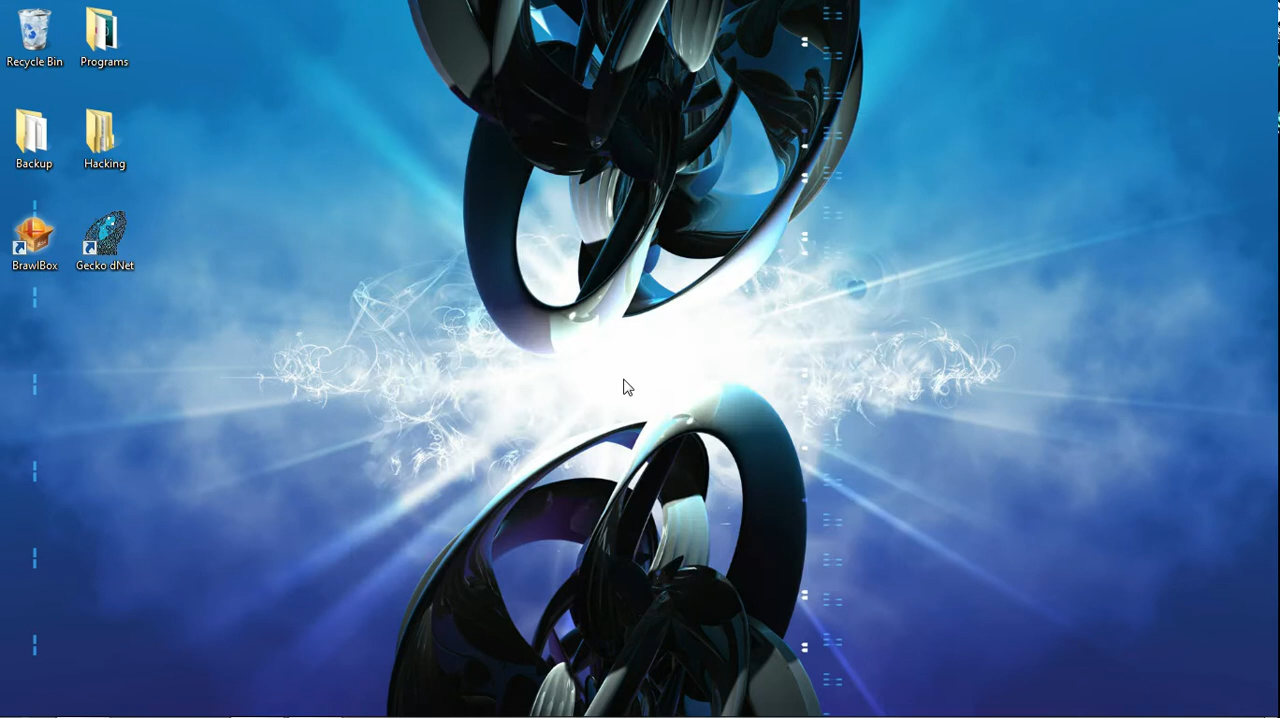 Recycle Bin
Programs
Backup
Hacking
BrawlBox
Gecko dNet